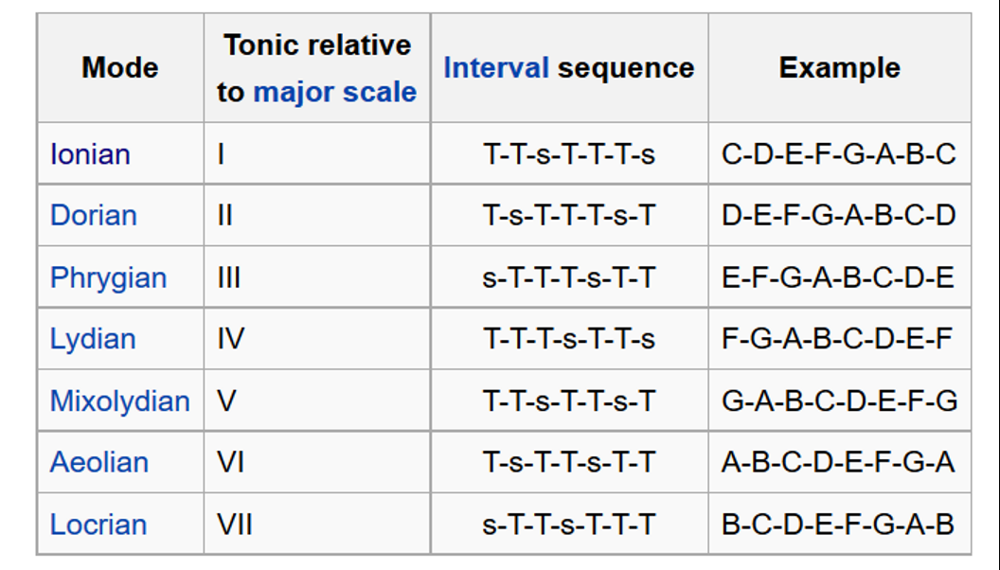 Mode Tonic relative to major scale Interval sequence Example
Ionian I T-T-s-T-T-T-s C-D-E-F-G-A-B-C
Dorian II T-s-T-T-T-s-T D-E-F-G-A-B-C-D
Phrygian III s-T-T-T-s-T-T E-F-G-A-B-C-D-E
Lydian IV T-T-T-s-T-T-s F-G-A-B-C-D-E-F
Mixolydian V T-T-s-T-T-s-T G-A-B-C-D-E-F-G
Aeolian VI T-s-T-T-s-T-T A-B-C-D-E-F-G-A
Locrian VII s-T-T-s-T-T-T B-C-D-E-F-G-A-B